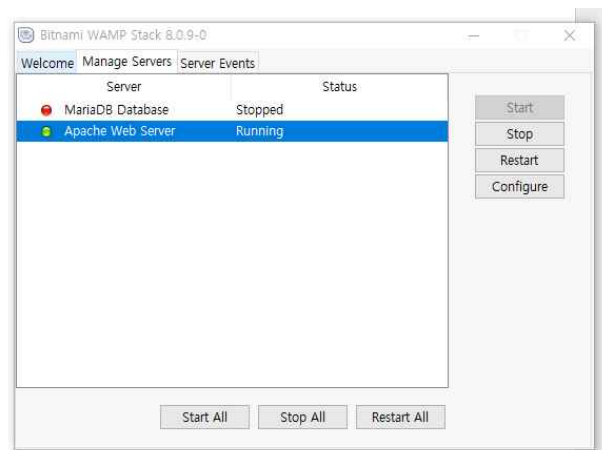 Bitnami WAMP Stack 8.0.9-0
Welcome Manage Servers Server Events
Server Status
MariaDB Database Stopped
Apache Web Server Running
Start
Stop
Restart
Configure
Start All Stop All Restart All